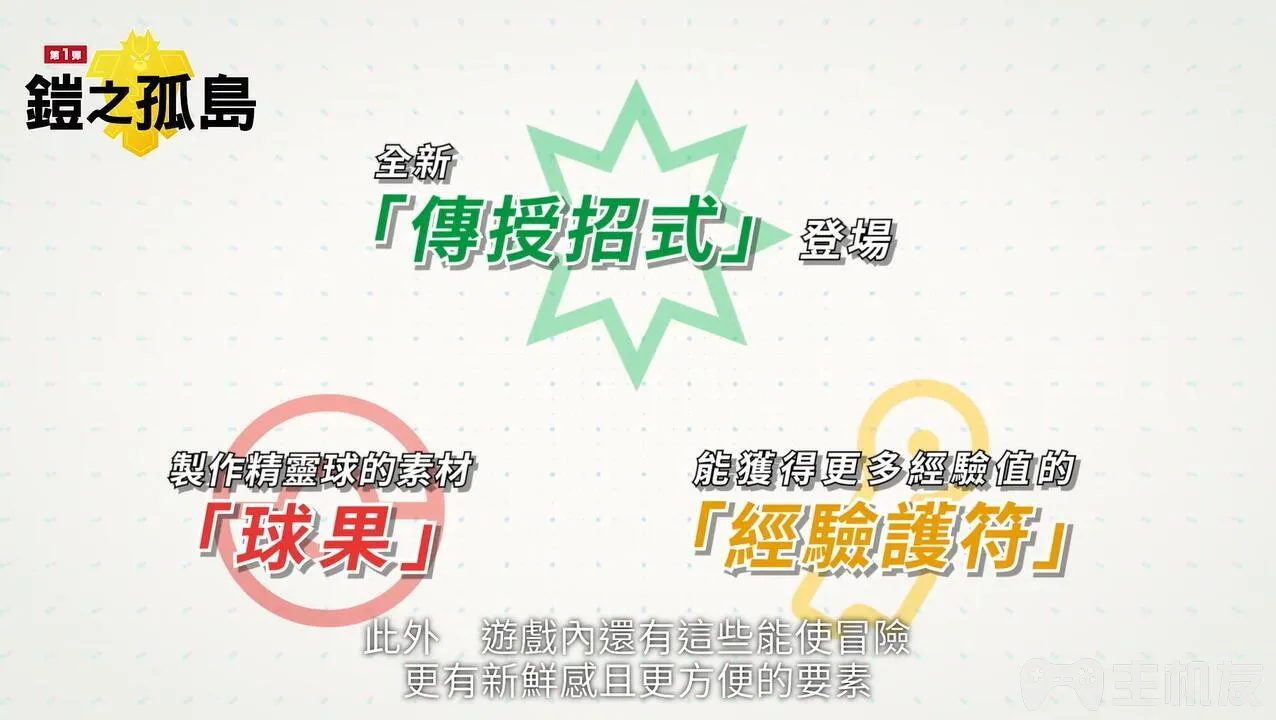 第1彈
鎧之孤島
全新
「傳授招式」登場
製作精靈球的素材
「球果」
能獲得更多經驗值的
「經驗護符」
此外 遊戲內還有這些能使冒險
更有新鮮感且更方便的要素
主机友